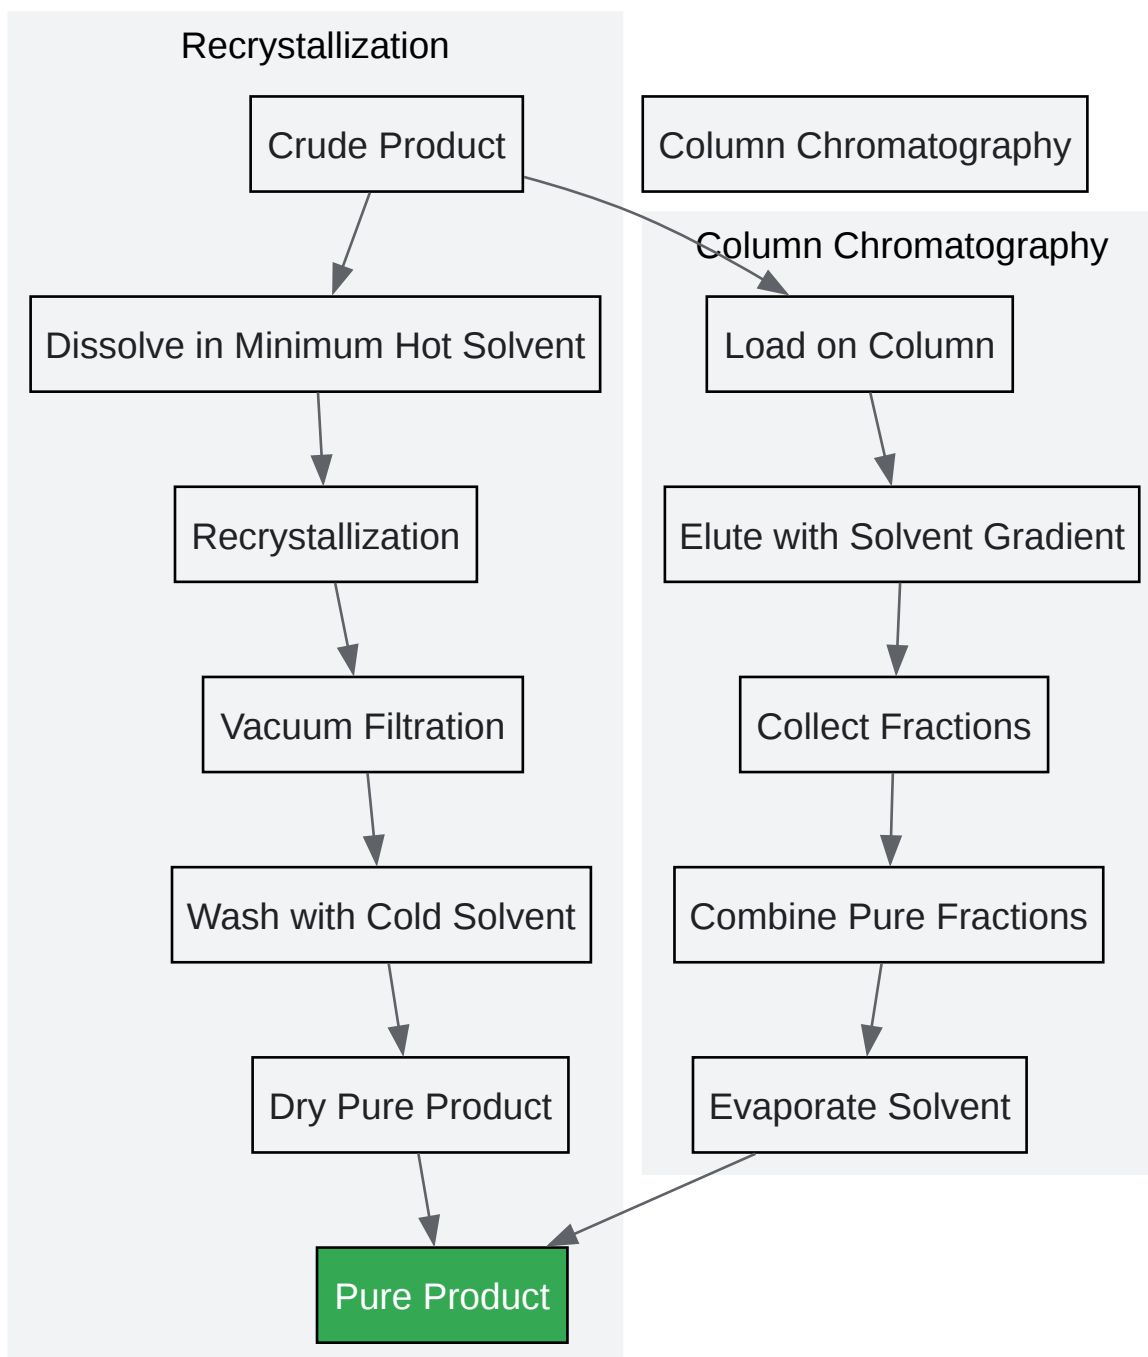 Recrystallization
Crude Product
Column Chromatography
Column Chromatography
Dissolve in Minimum Hot Solvent
Load on Column
Recrystallization
Elute with Solvent Gradient
Vacuum Filtration
Collect Fractions
Wash with Cold Solvent
Combine Pure Fractions
Dry Pure Product
Evaporate Solvent
Pure Product